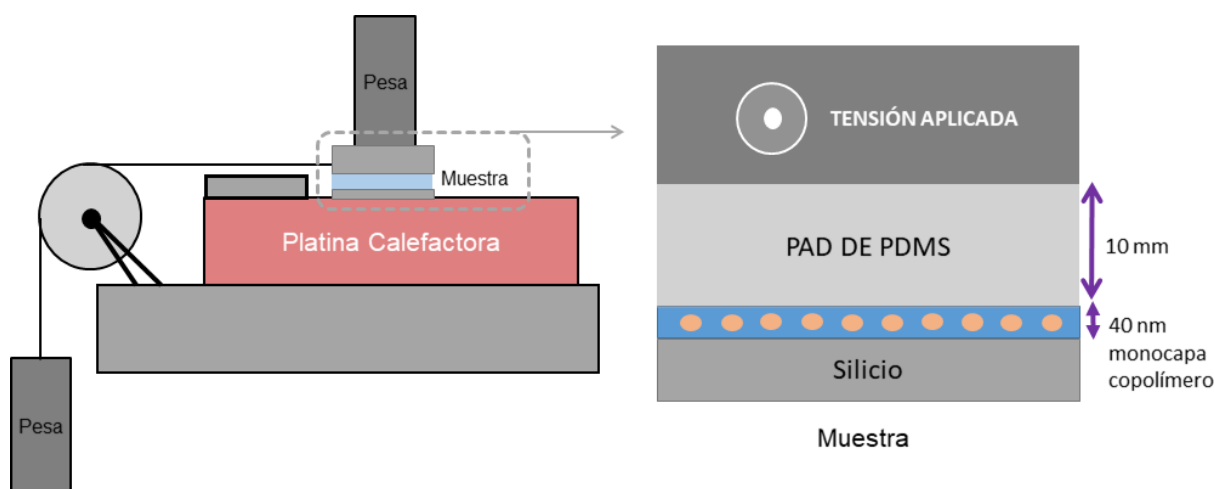 Pesa
Muestra
Platina Calefactora
Pesa
TENSIÓN APLICADA
PAD DE PDMS
10 mm
40 nm
monocapa
copolímero
Silicio
Muestra